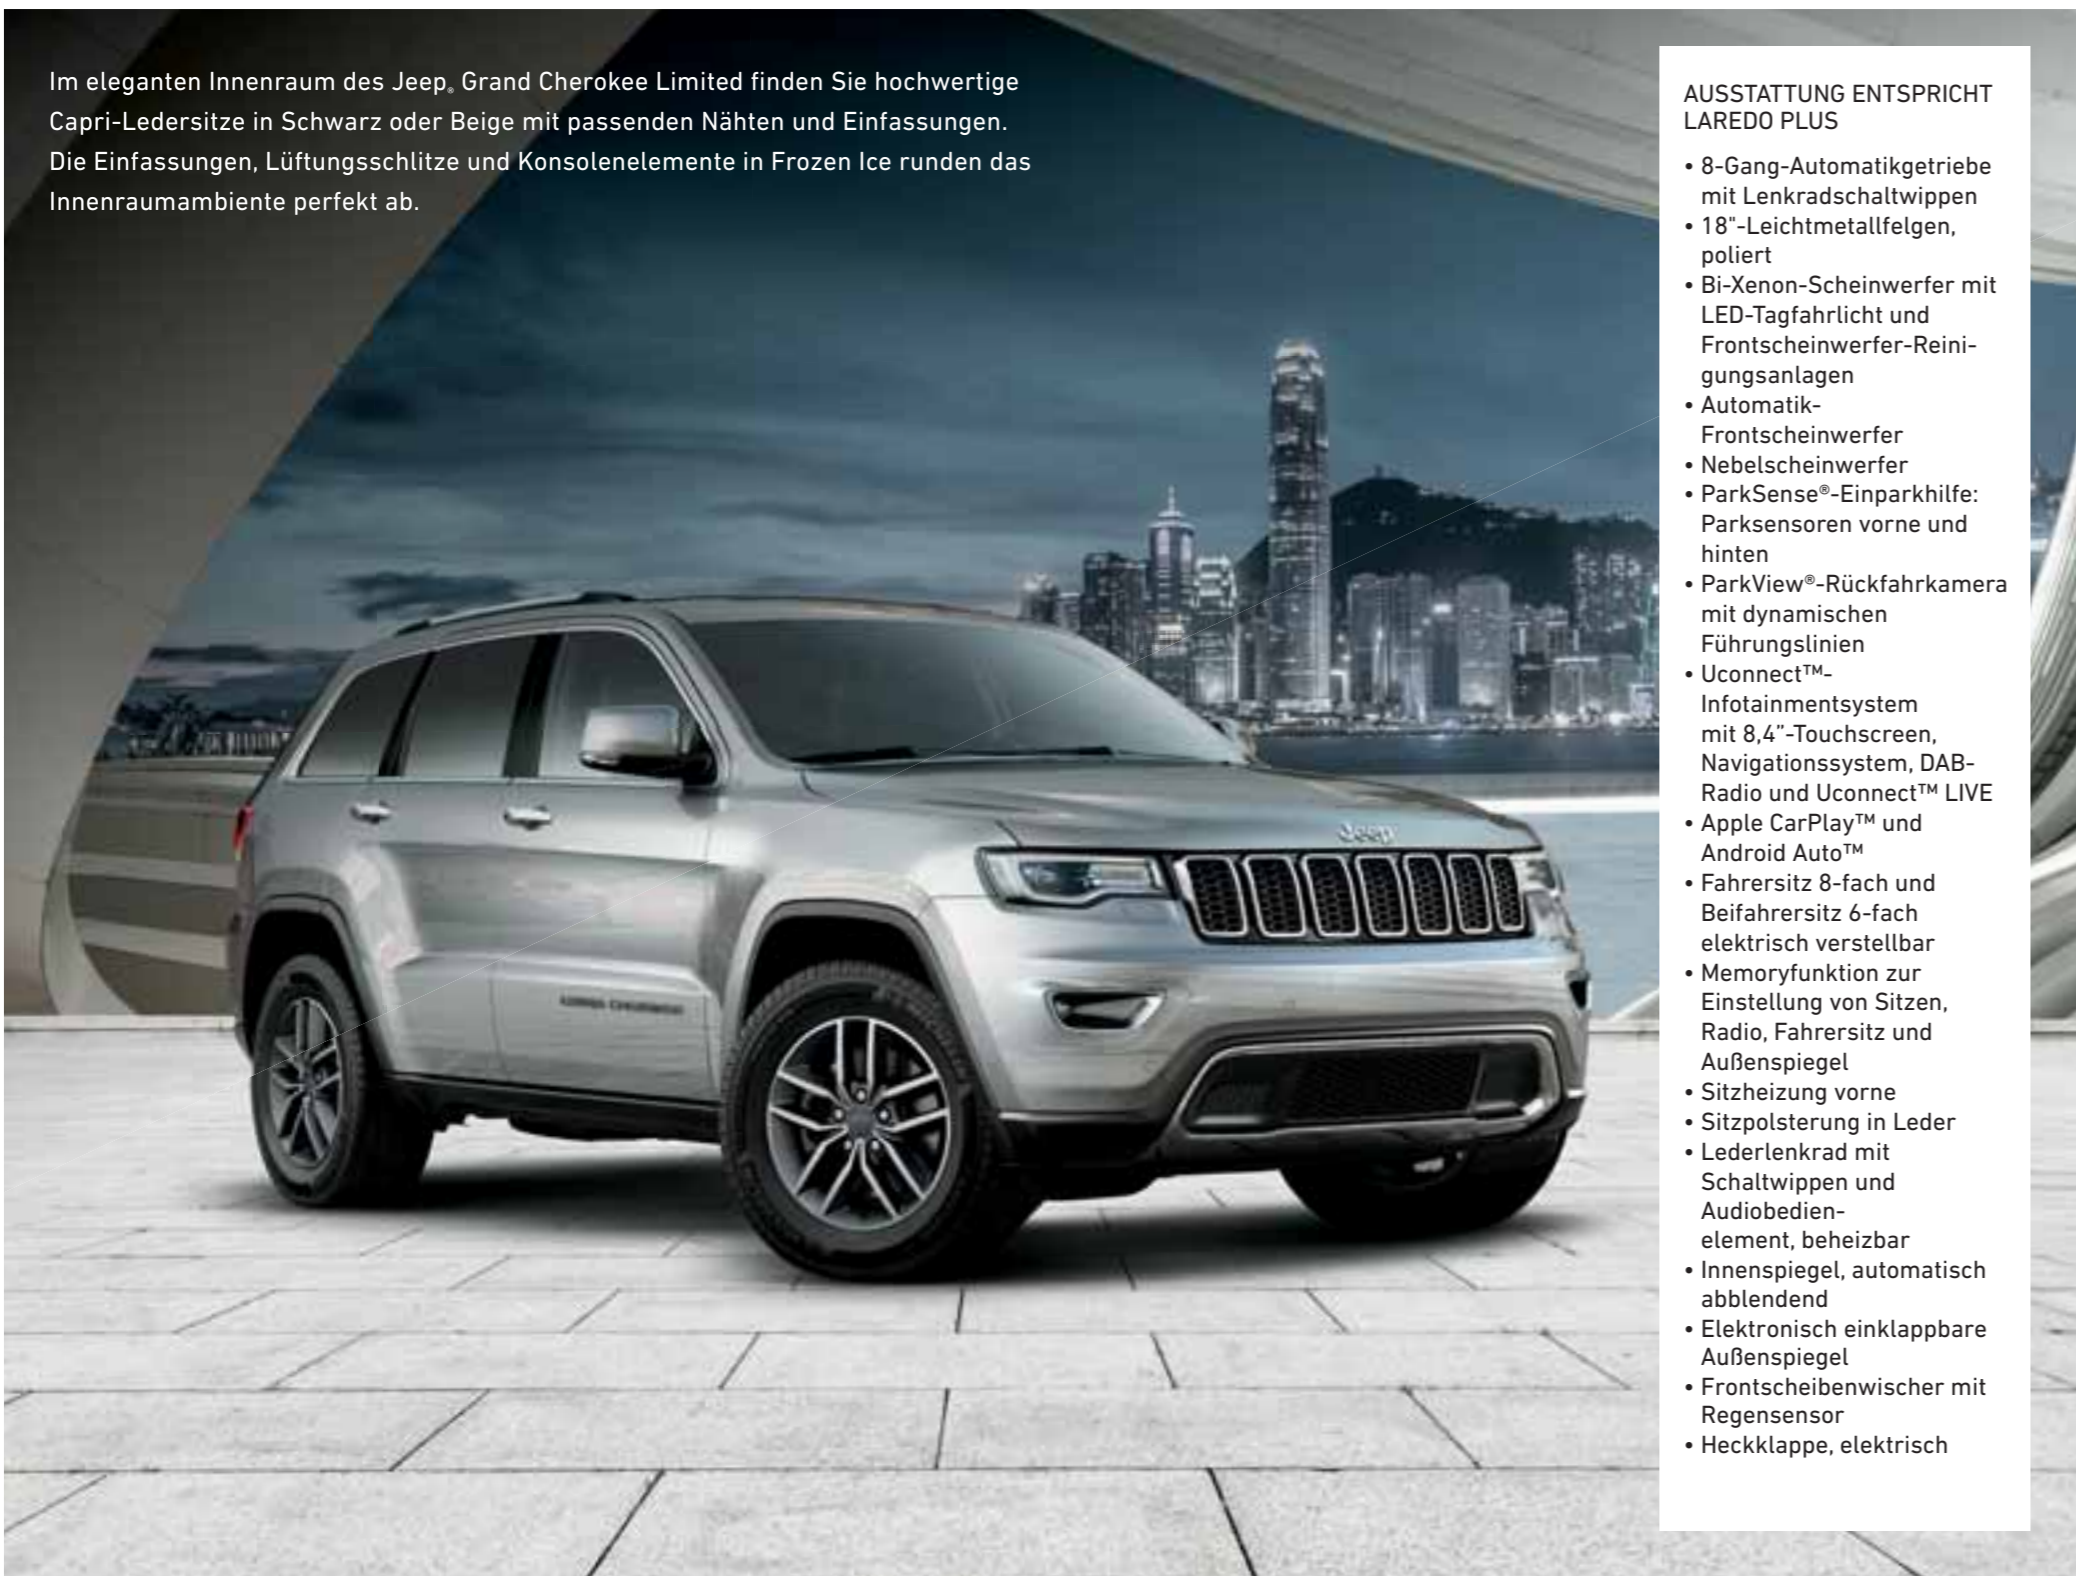 Im eleganten Innenraum des Jeep® Grand Cherokee Limited finden Sie hochwertige
Capri-Ledersitze in Schwarz oder Beige mit passenden Nähten und Einfassungen.
Die Einfassungen, Lüftungsschlitze und Konsolenelemente in Frozen Ice runden das
Innenraumambiente perfekt ab.
AUSSTATTUNG ENTSPRICHT
LAREDO PLUS
• 8-Gang-Automatikgetriebe
mit Lenkradschaltwippen
• 18"-Leichtmetallfelgen,
poliert
• Bi-Xenon-Scheinwerfer mit
LED-Tagfahrlicht und
Frontscheinwerfer-Reini-
gungsanlagen
• Automatik-
Frontscheinwerfer
• Nebelscheinwerfer
• ParkSense®-Einparkhilfe:
Parksensoren vorne und
hinten
• ParkView®-Rückfahrkamera
mit dynamischen
Führungslinien
• Uconnect™-
Infotainmentsystem
mit 8,4”-Touchscreen,
Navigationssystem, DAB-
Radio und Uconnect™ LIVE
• Apple CarPlay™ und
Android Auto™
• Fahrersitz 8-fach und
Beifahrersitz 6-fach
elektrisch verstellbar
• Memoryfunktion zur
Einstellung von Sitzen,
Radio, Fahrersitz und
Außenspiegel
• Sitzheizung vorne
• Sitzpolsterung in Leder
• Lederlenkrad mit
Schaltwippen und
Audiobedien-
element, beheizbar
• Innenspiegel, automatisch
abblendend
• Elektronisch einklappbare
Außenspiegel
• Frontscheibenwischer mit
Regensensor
• Heckklappe, elektrisch
Jeep
GRAND CHEROKEE